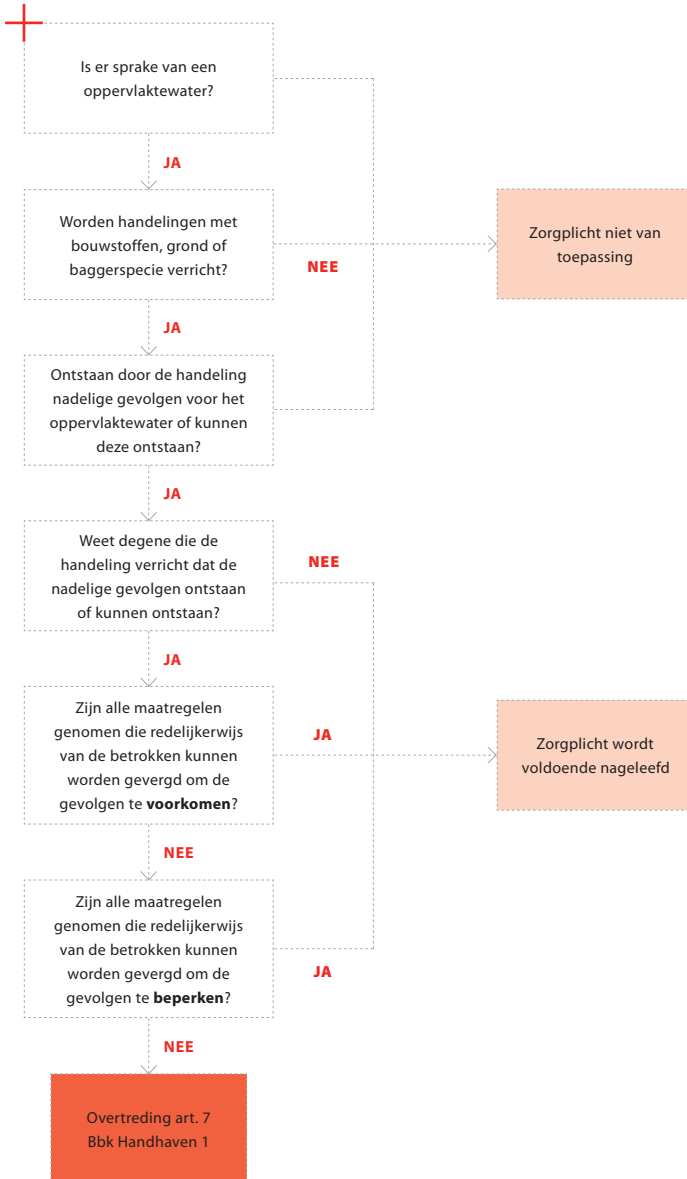 Is er sprake van een
oppervlaktewater?
JA
Worden handelingen met
bouwstoffen, grond of
baggerspecie verricht?
NEE
Zorgplicht niet van
toepassing
JA
Ontstaan door de handeling
nadelige gevolgen voor het
oppervlaktewater of kunnen
deze ontstaan?
JA
Weet degene die de
handeling verricht dat de
nadelige gevolgen ontstaan
of kunnen ontstaan?
NEE
JA
Zijn alle maatregelen
genomen die redelijkerwijs
van de betrokken kunnen
worden gevergd om de
gevolgen te voorkomen?
JA
Zorgplicht wordt
voldoende nageleefd
NEE
Zijn alle maatregelen
genomen die redelijkerwijs
van de betrokken kunnen
worden gevergd om de
gevolgen te beperken?
JA
NEE
Overtreding art. 7
Bbk Handhaven 1